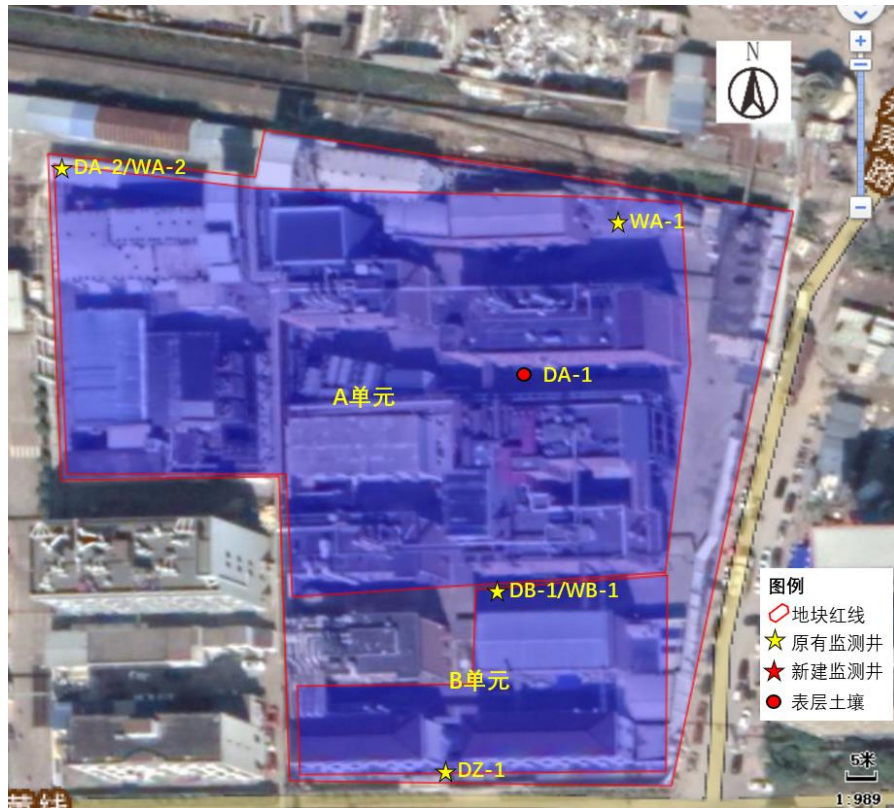 N
DA-2/WA-2
WA-1
DA-1
A单元
DB-1/WB-1
B单元
DZ-1
图例
地块红线
原有监测井
新建监测井
表层土壤
5米
1:989